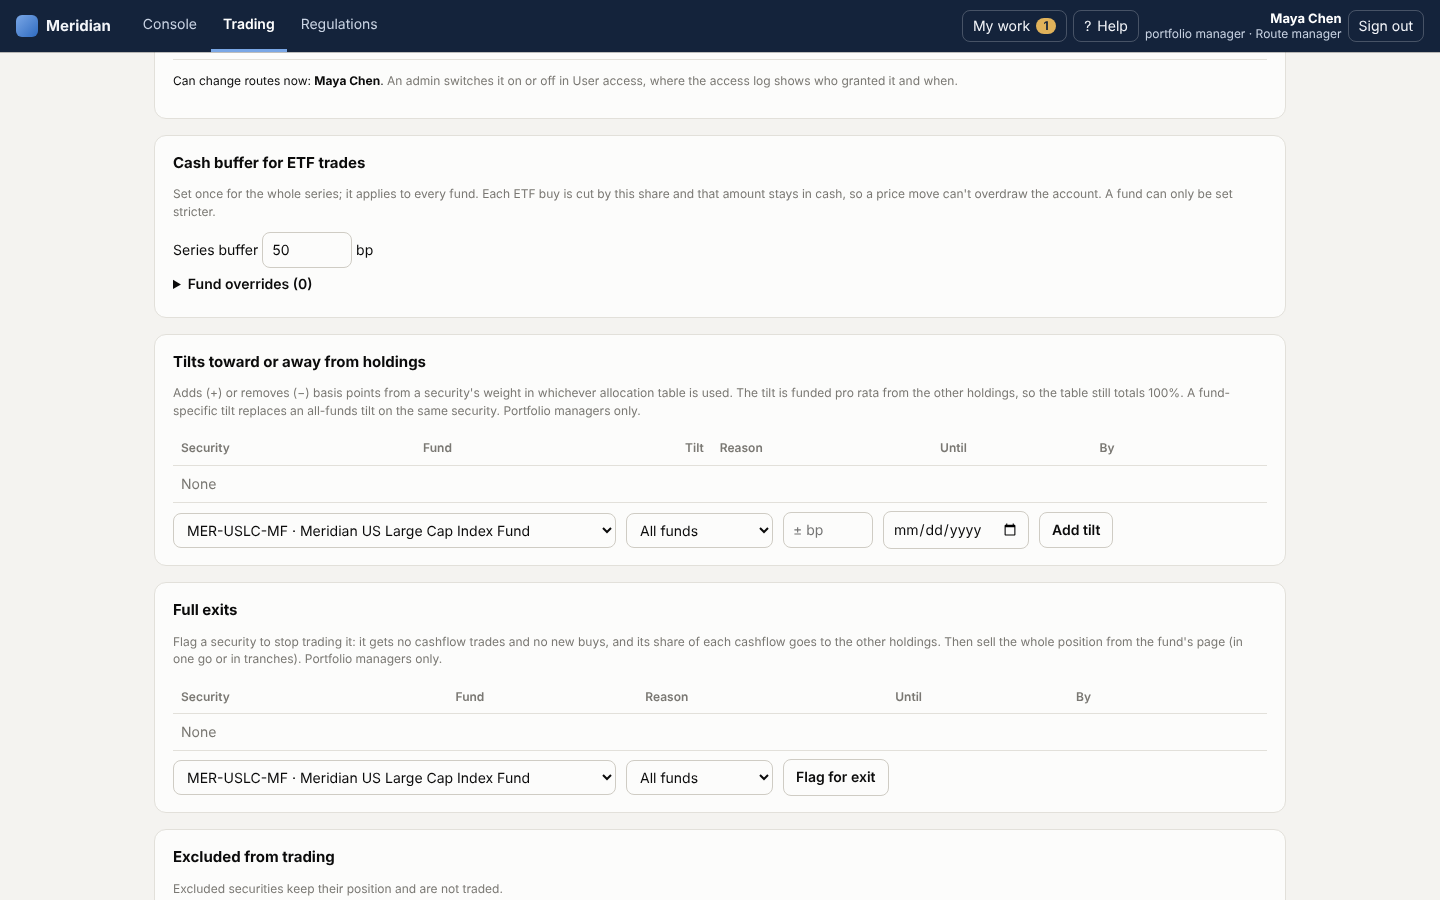 Meridian
Console
Trading
Regulations
My work 1
? Help
Maya Chen
portfolio manager · Route manager
Sign out
Can change routes now: Maya Chen. An admin switches it on or off in User access, where the access log shows who granted it and when.
Cash buffer for ETF trades
Set once for the whole series; it applies to every fund. Each ETF buy is cut by this share and that amount stays in cash, so a price move can't overdraw the account. A fund can only be set
stricter.
Series buffer 50 bp
Fund overrides (0)
Tilts toward or away from holdings
Adds (+) or removes (−) basis points from a security's weight in whichever allocation table is used. The tilt is funded pro rata from the other holdings, so the table still totals 100%. A fund-
specific tilt replaces an all-funds tilt on the same security. Portfolio managers only.
Security Fund Tilt Reason Until By
None
MER-USLC-MF · Meridian US Large Cap Index Fund All funds ± bp mm/dd/yyyy Add tilt
Full exits
Flag a security to stop trading it: it gets no cashflow trades and no new buys, and its share of each cashflow goes to the other holdings. Then sell the whole position from the fund's page (in
one go or in tranches). Portfolio managers only.
Security Fund Reason Until By
None
MER-USLC-MF · Meridian US Large Cap Index Fund All funds Flag for exit
Excluded from trading
Excluded securities keep their position and are not traded.